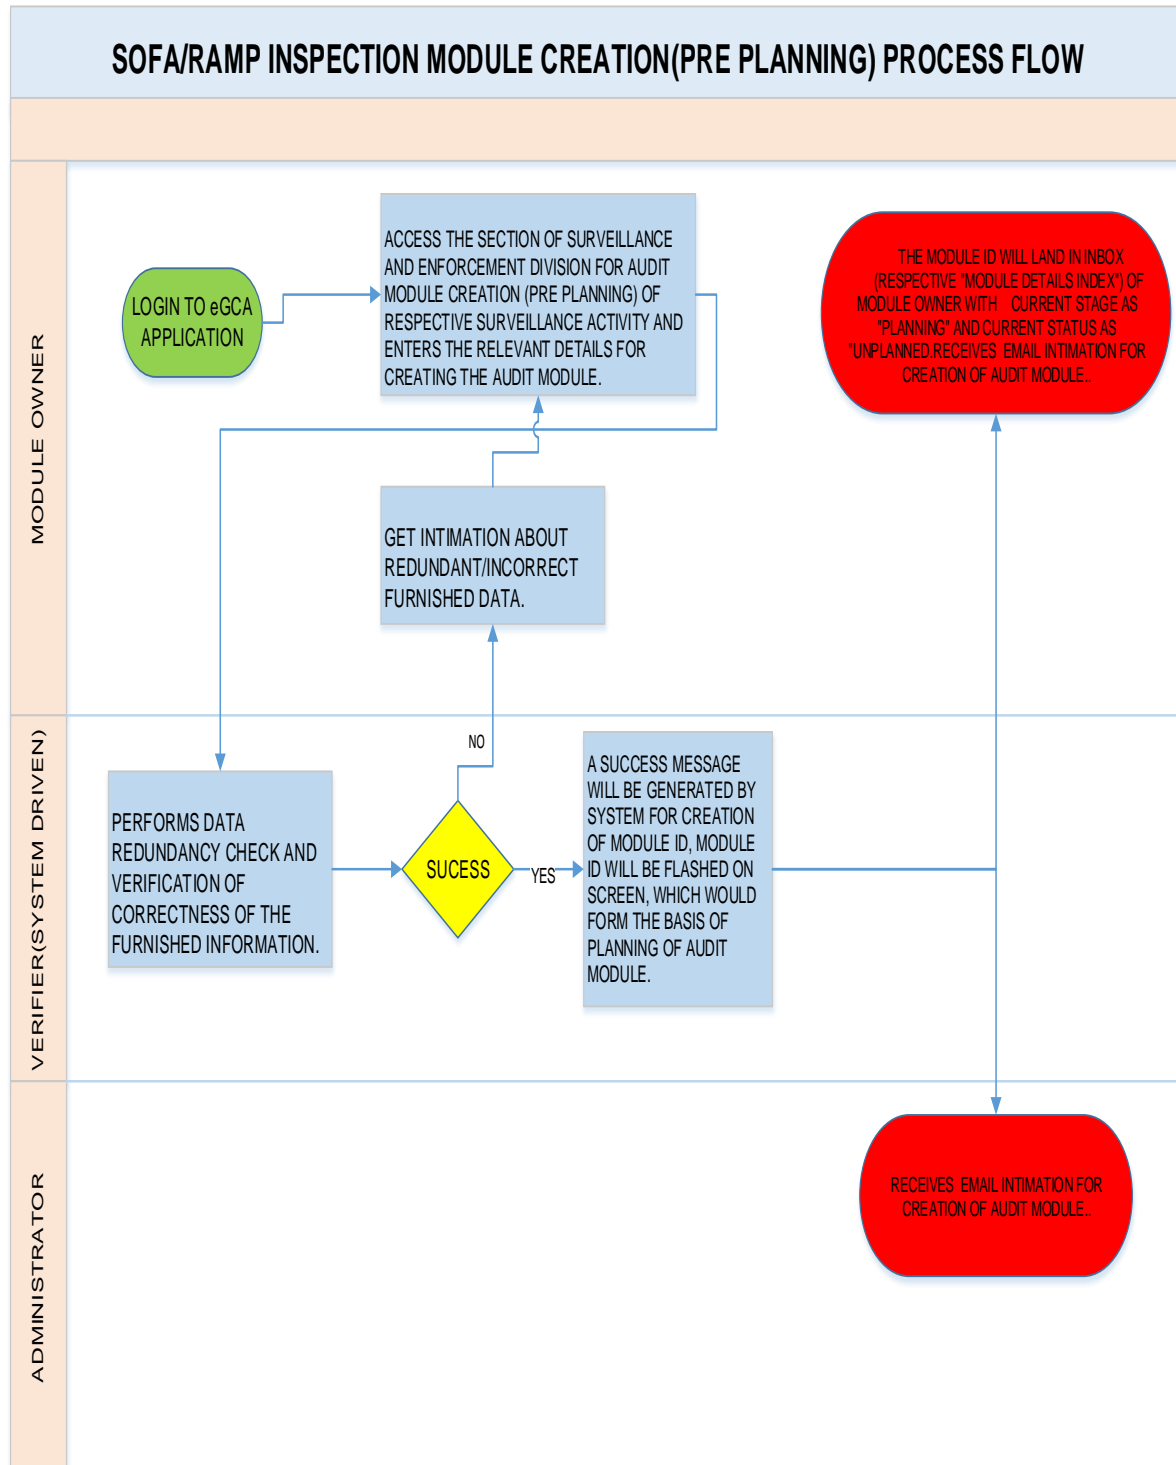 SOFA/RAMP INSPECTION MODULE CREATION(PRE PLANNING) PROCESS FLOW
MODULE OWNER
LOGIN TO eGCA
APPLICATION
ACCESS THE SECTION OF SURVEILLANCE
AND ENFORCEMENT DIVISION FOR AUDIT
MODULE CREATION (PRE PLANNING) OF
RESPECTIVE SURVEILLANCE ACTIVITY AND
ENTERS THE RELEVANT DETAILS FOR
CREATING THE AUDIT MODULE.
THE MODULE ID WILL LAND IN INBOX
(RESPECTIVE "MODULE DETAILS INDEX") OF
MODULE OWNER WITH CURRENT STAGE AS
"PLANNING" AND CURRENT STATUS AS
"UNPLANNED.RECEIVES EMAIL INTIMATION FOR
CREATION OF AUDIT MODULE..
GET INTIMATION ABOUT
REDUNDANT/INCORRECT
FURNISHED DATA.
VERIFIER(SYSTEM DRIVEN)
PERFORMS DATA
REDUNDANCY CHECK AND
VERIFICATION OF
CORRECTNESS OF THE
FURNISHED INFORMATION.
NO
SUCESS
YES
A SUCCESS MESSAGE
WILL BE GENERATED BY
SYSTEM FOR CREATION
OF MODULE ID, MODULE
ID WILL BE FLASHED ON
SCREEN, WHICH WOULD
FORM THE BASIS OF
PLANNING OF AUDIT
MODULE.
ADMINISTRATOR
RECEIVES EMAIL INTIMATION FOR
CREATION OF AUDIT MODULE..